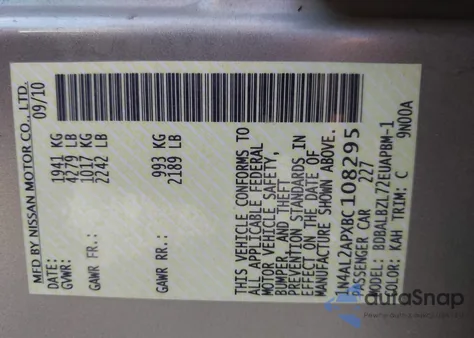 MFD BY NISSAN MOTOR CO., LTD.
DATE: 09/10
GVWR: 1941 KG
4279 LB
GAWR FR.: 1017 KG
2242 LB
GAWR RR.: 993 KG
2189 LB
THIS VEHICLE CONFORMS TO
ALL APPLICABLE FEDERAL
MOTOR VEHICLE SAFETY,
BUMPER, AND THEFT
PREVENTION STANDARDS IN
EFFECT ON THE DATE OF
MANUFACTURE SHOWN ABOVE.
1N4AL2APXBC108295
PASSENGER CAR 227
MODEL: BDBALBZL72EUAPBM-1
COLOR: KAH TRIM: C 9N00A
autaSnap